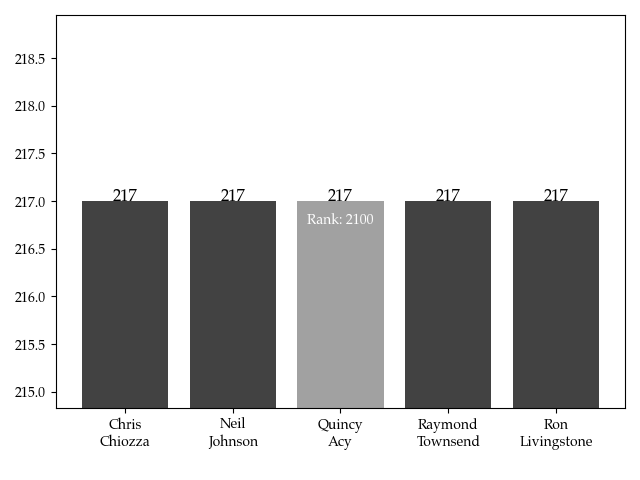 218.5
218.0
217.5
217.0
216.5
216.0
215.5
215.0
217 217 217 217 217
Rank: 2100
Chris Neil Quincy Raymond Ron
Chiozza Johnson Acy Townsend Livingstone